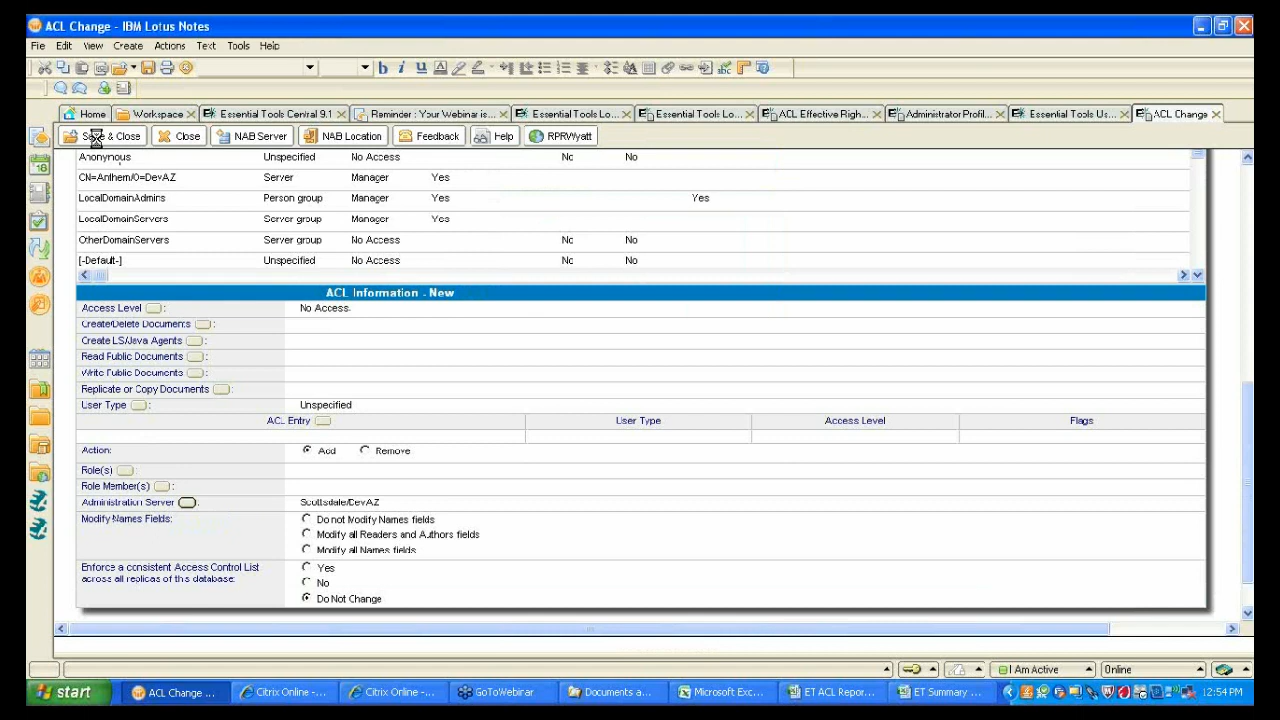 ACL Change - IBM Lotus Notes
File Edit View Create Actions Text Tools Help
Home Workspace Essential Tools Central 9.1 Reminder : Your Webinar is... Essential Tools Lo... Essential Tools Lo... ACL Effective Righ... Administrator Profil... Essential Tools Us... ACL Change
Save & Close Close NAB Server NAB Location Feedback Help RPRWyatt
Anonymous Unspecified No Access No No
CN=Anthem/O=DevAZ Server Manager Yes
LocalDomainAdmins Person group Manager Yes Yes
LocalDomainServers Server group Manager Yes
OtherDomainServers Server group No Access No No
[-Default-] Unspecified No Access No No
ACL Information - New
Access Level : No Access
Create/Delete Documents :
Create LS/Java Agents :
Read Public Documents :
Write Public Documents :
Replicate or Copy Documents :
User Type : Unspecified
ACL Entry User Type Access Level Flags
Action: Add Remove
Role(s) :
Role Member(s) :
Administration Server : Scottsdale/DevAZ
Modify Names Fields: Do not Modify Names fields
Modify all Readers and Authors fields
Modify all Names fields
Enforce a consistent Access Control List across all replicas of this database: Yes
No
Do Not Change
I Am Active Online
start ACL Change ... Citrix Online -... Citrix Online -... GoToWebinar Documents a... Microsoft Exc... ET ACL Repor... ET Summary ... 12:54 PM